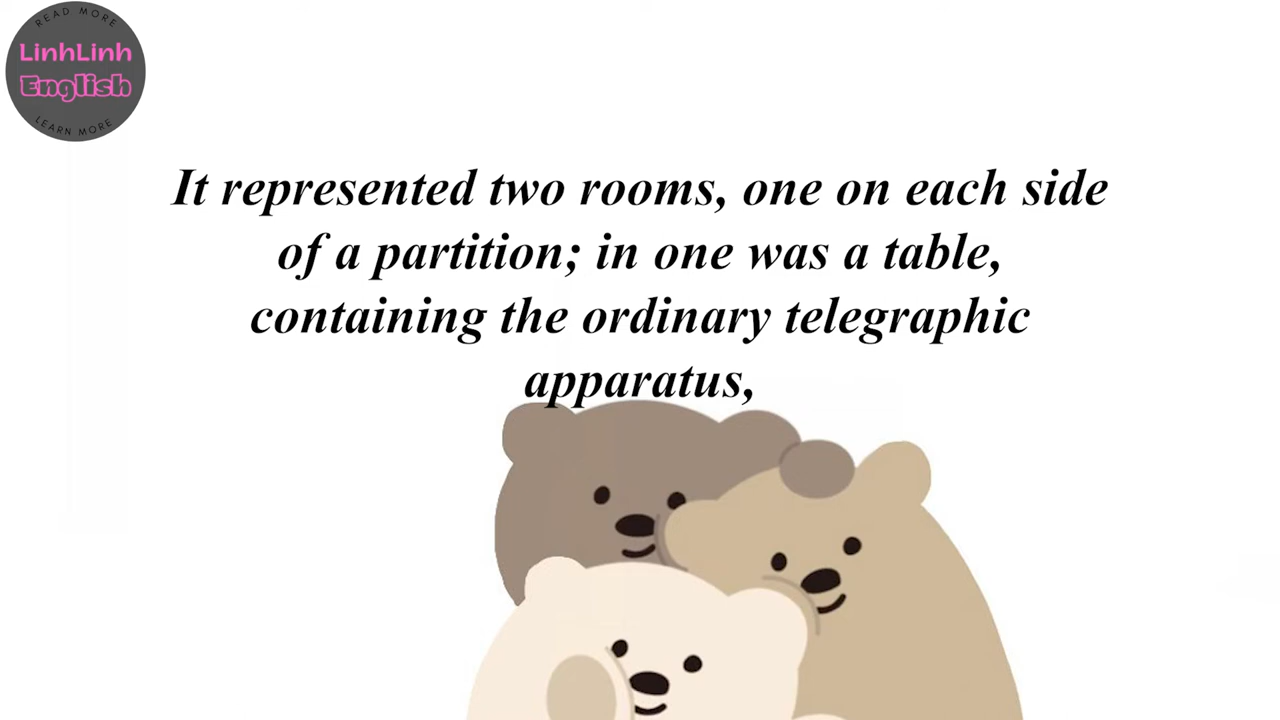 READ MORE
LinhLinh
English
LEARN MORE
It represented two rooms, one on each side
of a partition; in one was a table,
containing the ordinary telegraphic
apparatus,